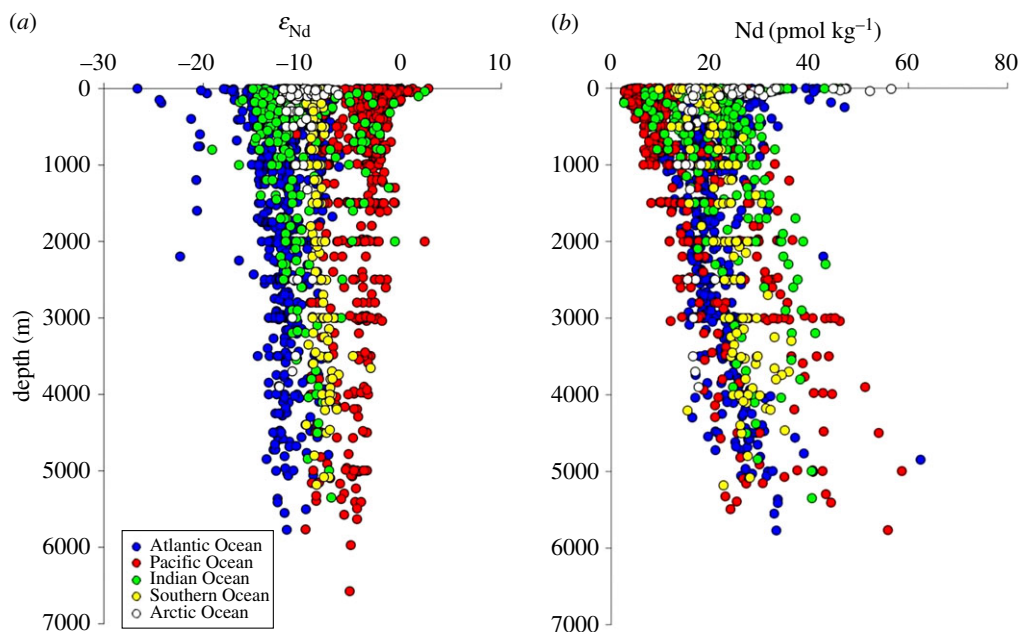 (a) εNd
−30 −20 −10 0
(b) Nd (pmol kg−1)
0 20 40 60 80
0
1000
2000
3000
4000
5000
6000
7000
depth (m)
Atlantic Ocean
Pacific Ocean
Indian Ocean
Southern Ocean
Arctic Ocean
0
1000
2000
3000
4000
5000
6000
7000